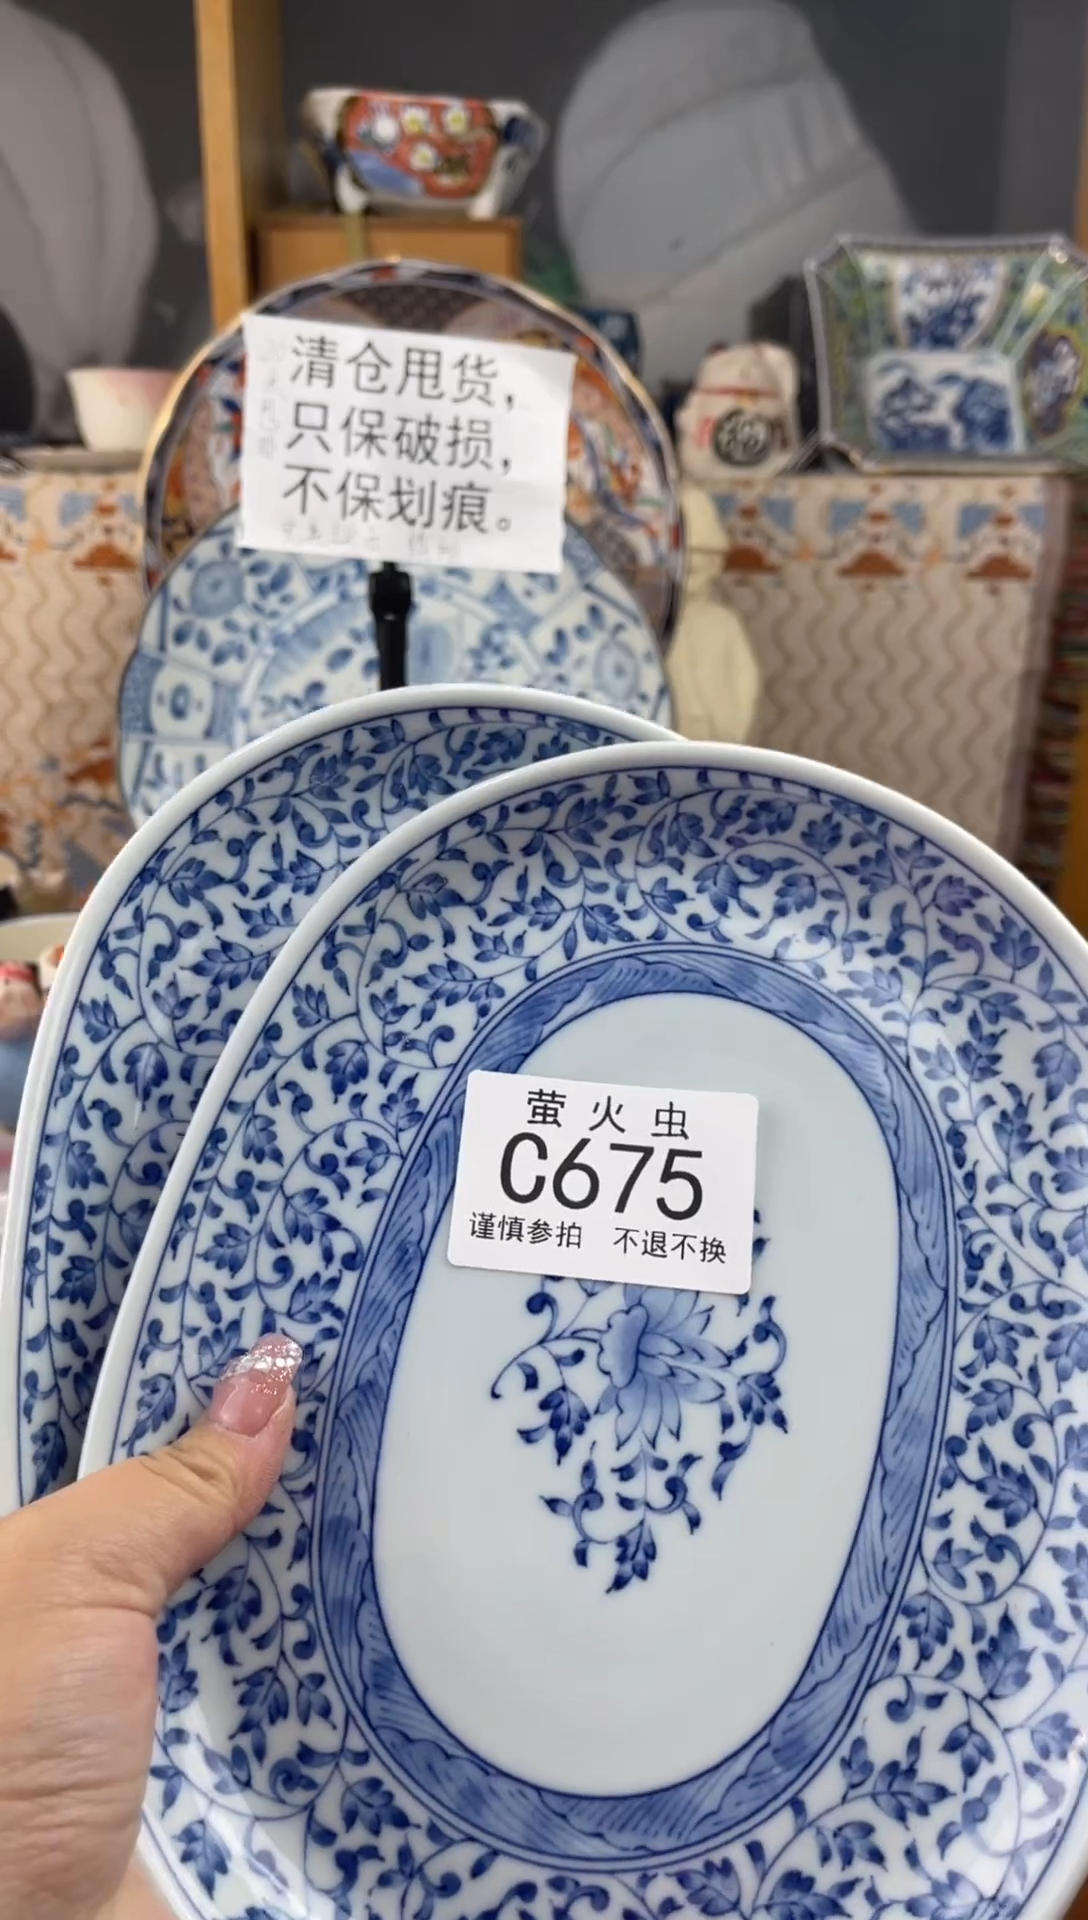 清仓甩货，
只保破损，
不保划痕。
萤火虫
C675
谨慎参拍 不退不换